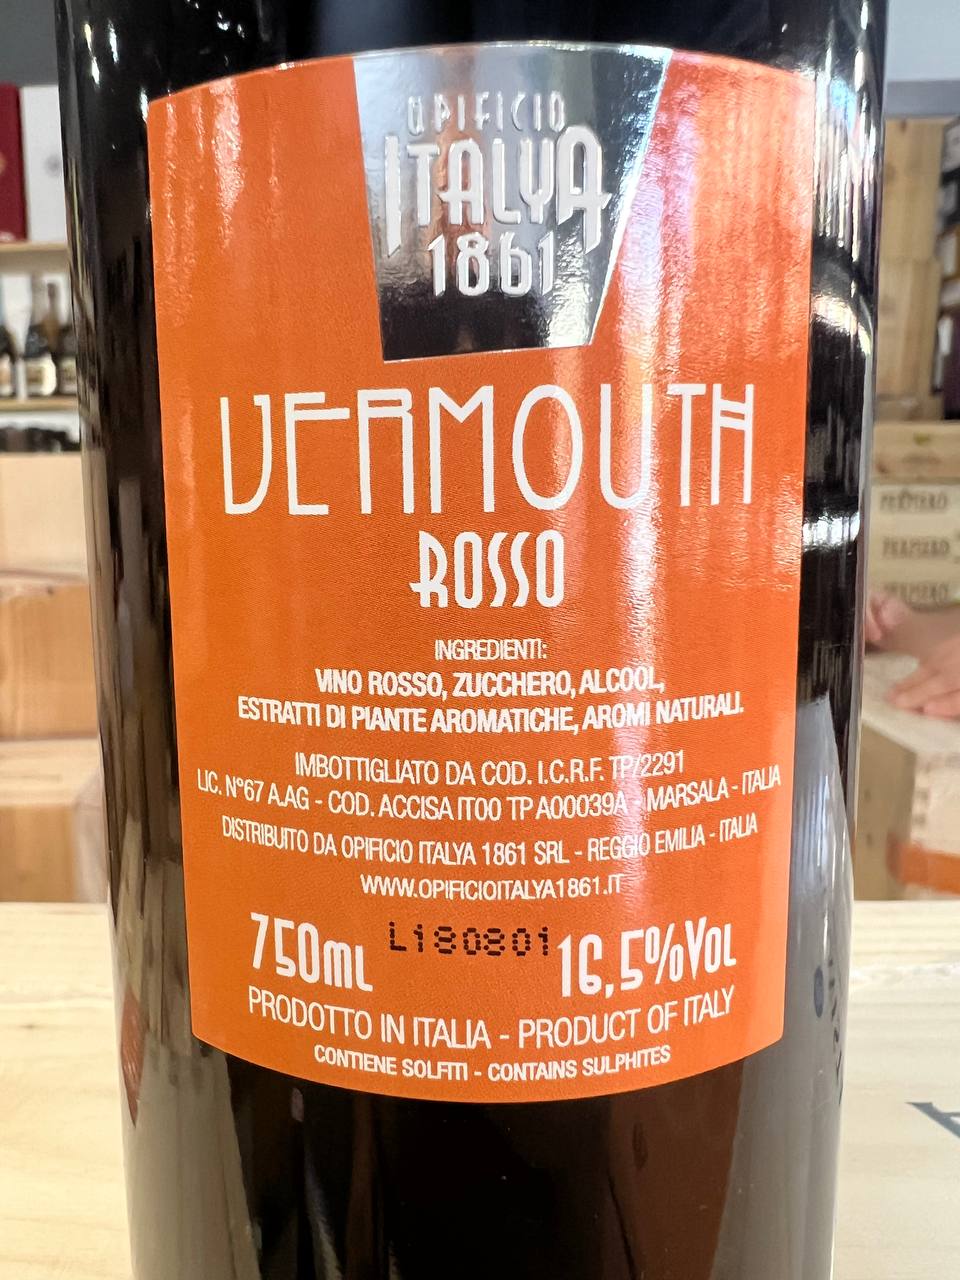 OPIFICIO
ITALYA
1861
VERMOUTH
ROSSO
INGREDIENTI:
VINO ROSSO, ZUCCHERO, ALCOOL,
ESTRATTI DI PIANTE AROMATICHE, AROMI NATURALI.
IMBOTTIGLIATO DA COD. I.C.R.F. TP/2291
LIC. N°67 A.AG - COD. ACCISA IT00 TP A00039A - MARSALA - ITALIA
DISTRIBUITO DA OPIFICIO ITALYA 1861 SRL - REGGIO EMILIA - ITALIA
WWW.OPIFICIOITALYA1861.IT
750ml L180801 16,5%Vol
PRODOTTO IN ITALIA - PRODUCT OF ITALY
CONTIENE SOLFITI - CONTAINS SULPHITES